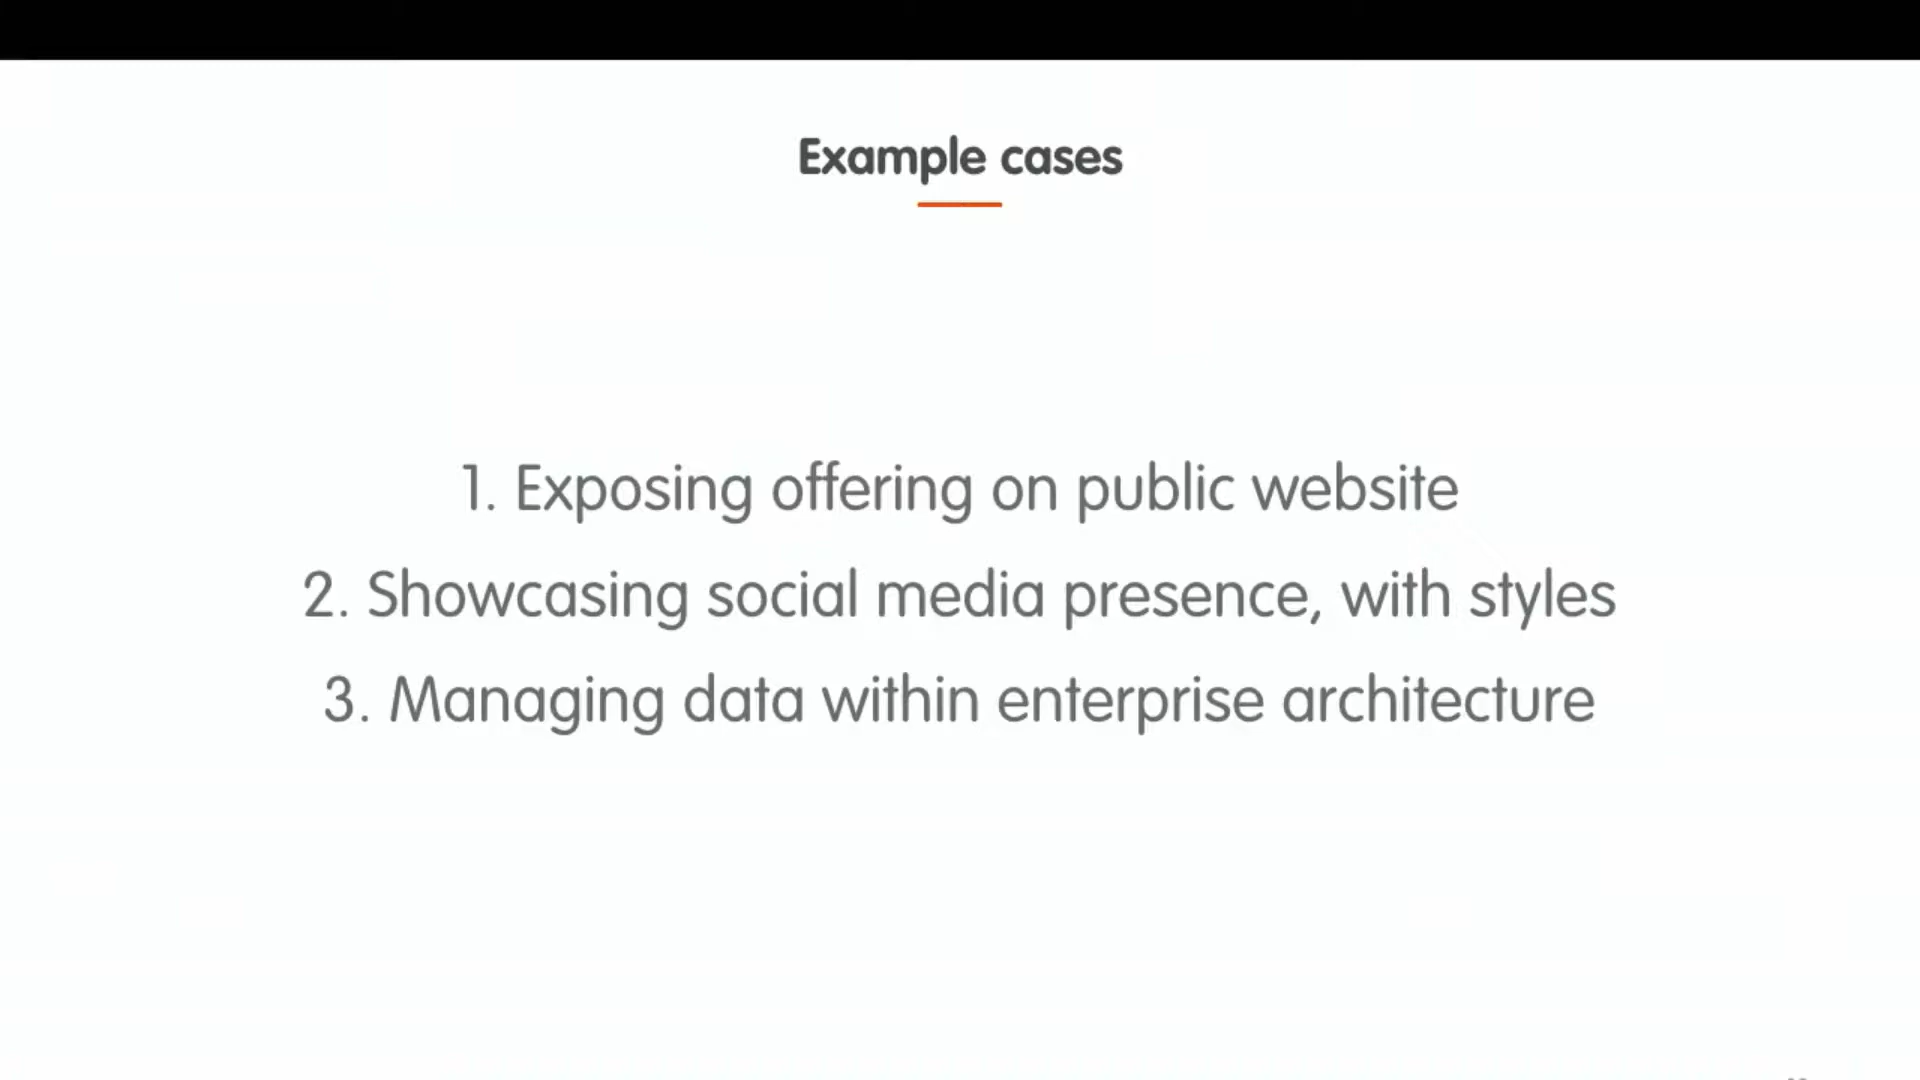 Example cases
1. Exposing offering on public website
2. Showcasing social media presence, with styles
3. Managing data within enterprise architecture